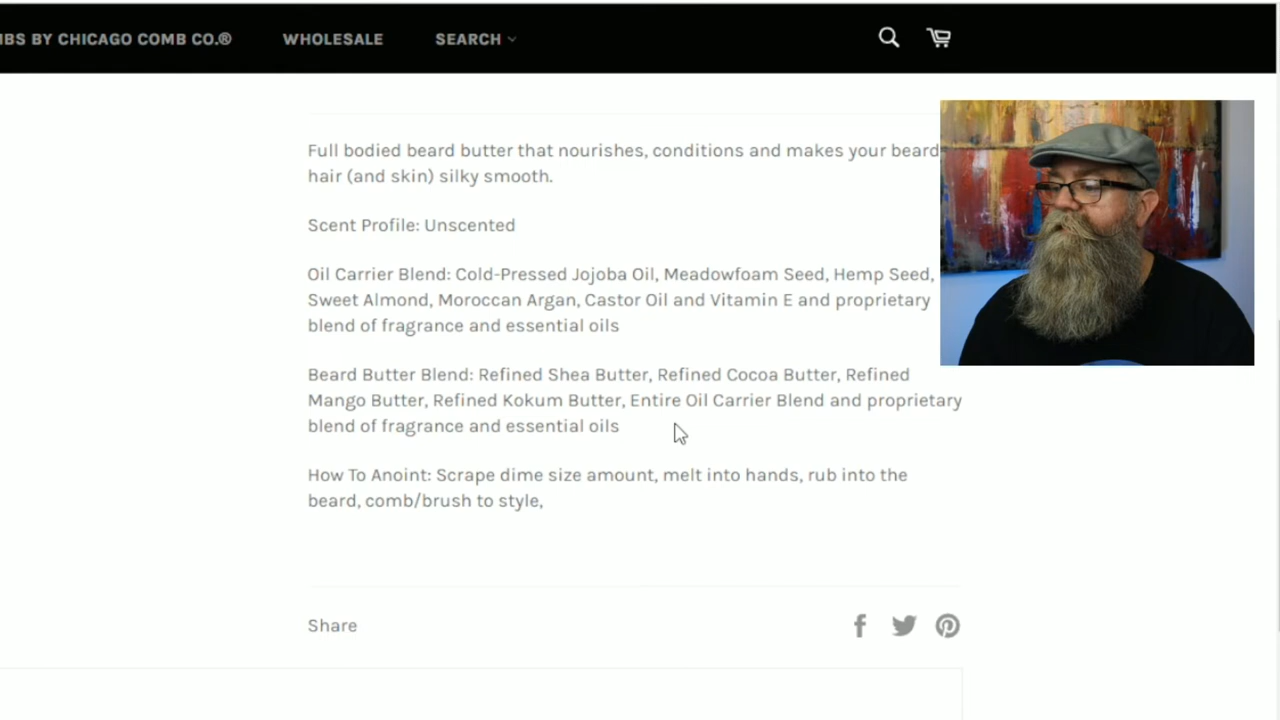 BS BY CHICAGO COMB CO.® WHOLESALE SEARCH
Full bodied beard butter that nourishes, conditions and makes your beard
hair (and skin) silky smooth.
Scent Profile: Unscented
Oil Carrier Blend: Cold-Pressed Jojoba Oil, Meadowfoam Seed, Hemp Seed,
Sweet Almond, Moroccan Argan, Castor Oil and Vitamin E and proprietary
blend of fragrance and essential oils
Beard Butter Blend: Refined Shea Butter, Refined Cocoa Butter, Refined
Mango Butter, Refined Kokum Butter, Entire Oil Carrier Blend and proprietary
blend of fragrance and essential oils
How To Anoint: Scrape dime size amount, melt into hands, rub into the
beard, comb/brush to style,
Share